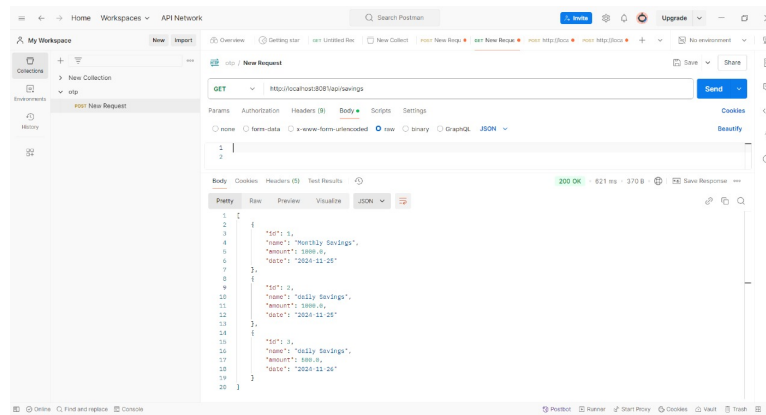 Home Workspaces API Network Search Postman Invite Upgrade
My Workspace New Import Overview Getting star GET Untitled Rec New Collect POST New Requ GET New Reque POST http://loca POST http://loca No environment
Collections
Environments
History
New Collection
otp
POST New Request
otp / New Request Save Share
GET http://localhost:8081/api/savings Send
Params Authorization Headers (9) Body Scripts Settings Cookies
none form-data x-www-form-urlencoded raw binary GraphQL JSON Beautify
1
2
Body Cookies Headers (5) Test Results 200 OK 621 ms 370 B Save Response
Pretty Raw Preview Visualize JSON
1 [
2 {
3 "id": 1,
4 "name": "Monthly Savings",
5 "amount": 1000.0,
6 "date": "2024-11-25"
7 },
8 {
9 "id": 2,
10 "name": "daily Savings",
11 "amount": 1000.0,
12 "date": "2024-11-25"
13 },
14 {
15 "id": 3,
16 "name": "daily Savings",
17 "amount": 500.0,
18 "date": "2024-11-26"
19 }
20 ]
Online Find and replace Console Postbot Runner Start Proxy Cookies Vault Trash